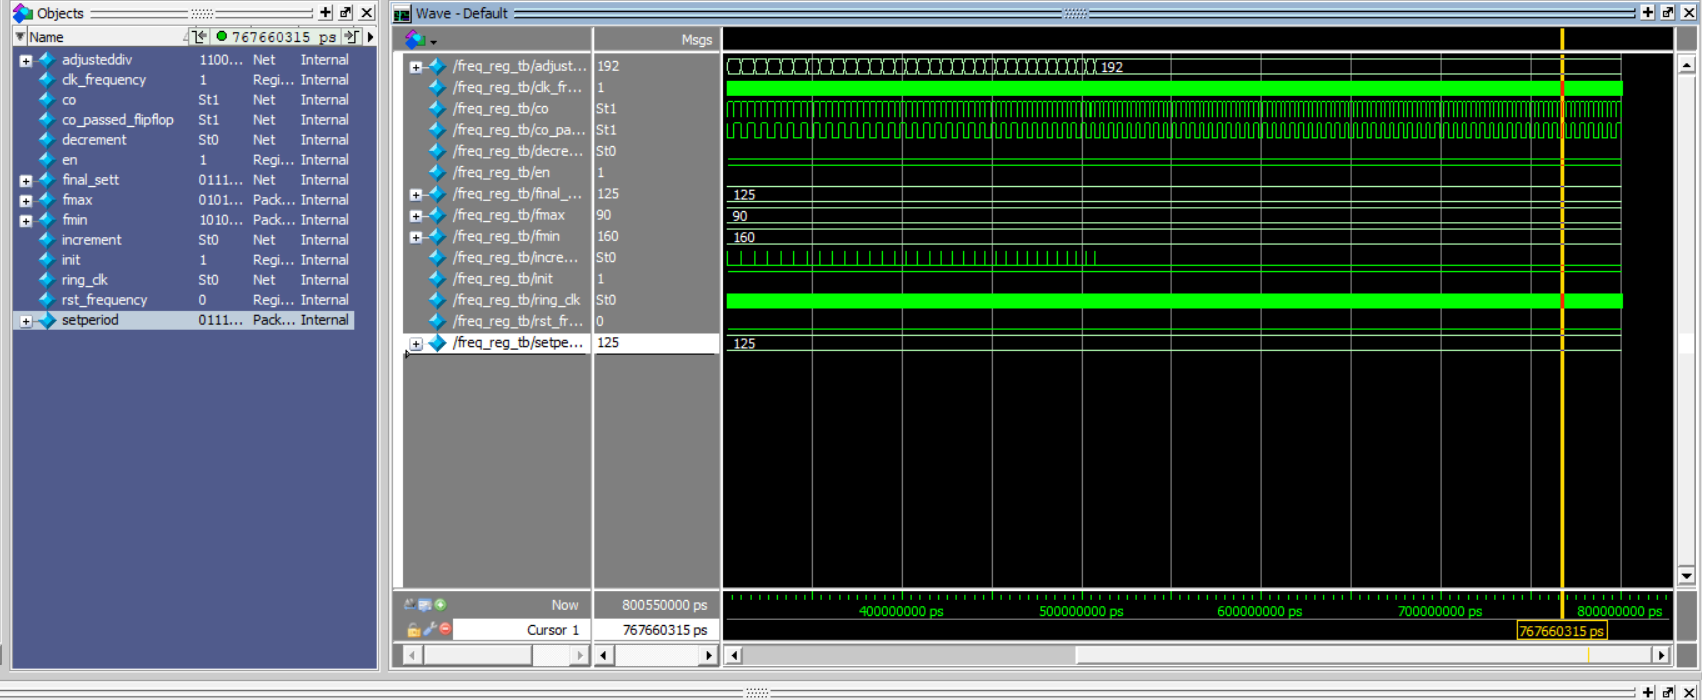 Objects
Name 767660315 ps
adjusteddiv 1100... Net Internal
clk_frequency 1 Regi... Internal
co St1 Net Internal
co_passed_flipflop St1 Net Internal
decrement St0 Net Internal
en 1 Regi... Internal
final_sett 0111... Net Internal
fmax 0101... Pack... Internal
fmin 1010... Pack... Internal
increment St0 Net Internal
init 1 Regi... Internal
ring_clk St0 Net Internal
rst_frequency 0 Regi... Internal
setperiod 0111... Pack... Internal
Wave - Default
Msgs
/freq_reg_tb/adjust... 192 192
/freq_reg_tb/clk_fr... 1
/freq_reg_tb/co St1
/freq_reg_tb/co_pa... St1
/freq_reg_tb/decre... St0
/freq_reg_tb/en 1
/freq_reg_tb/final_... 125 125
/freq_reg_tb/fmax 90 90
/freq_reg_tb/fmin 160 160
/freq_reg_tb/incre... St0
/freq_reg_tb/init 1
/freq_reg_tb/ring_clk St0
/freq_reg_tb/rst_fr... 0
/freq_reg_tb/setpe... 125 125
Now 800550000 ps 400000000 ps 500000000 ps 600000000 ps 700000000 ps 800000000 ps
Cursor 1 767660315 ps 767660315 ps